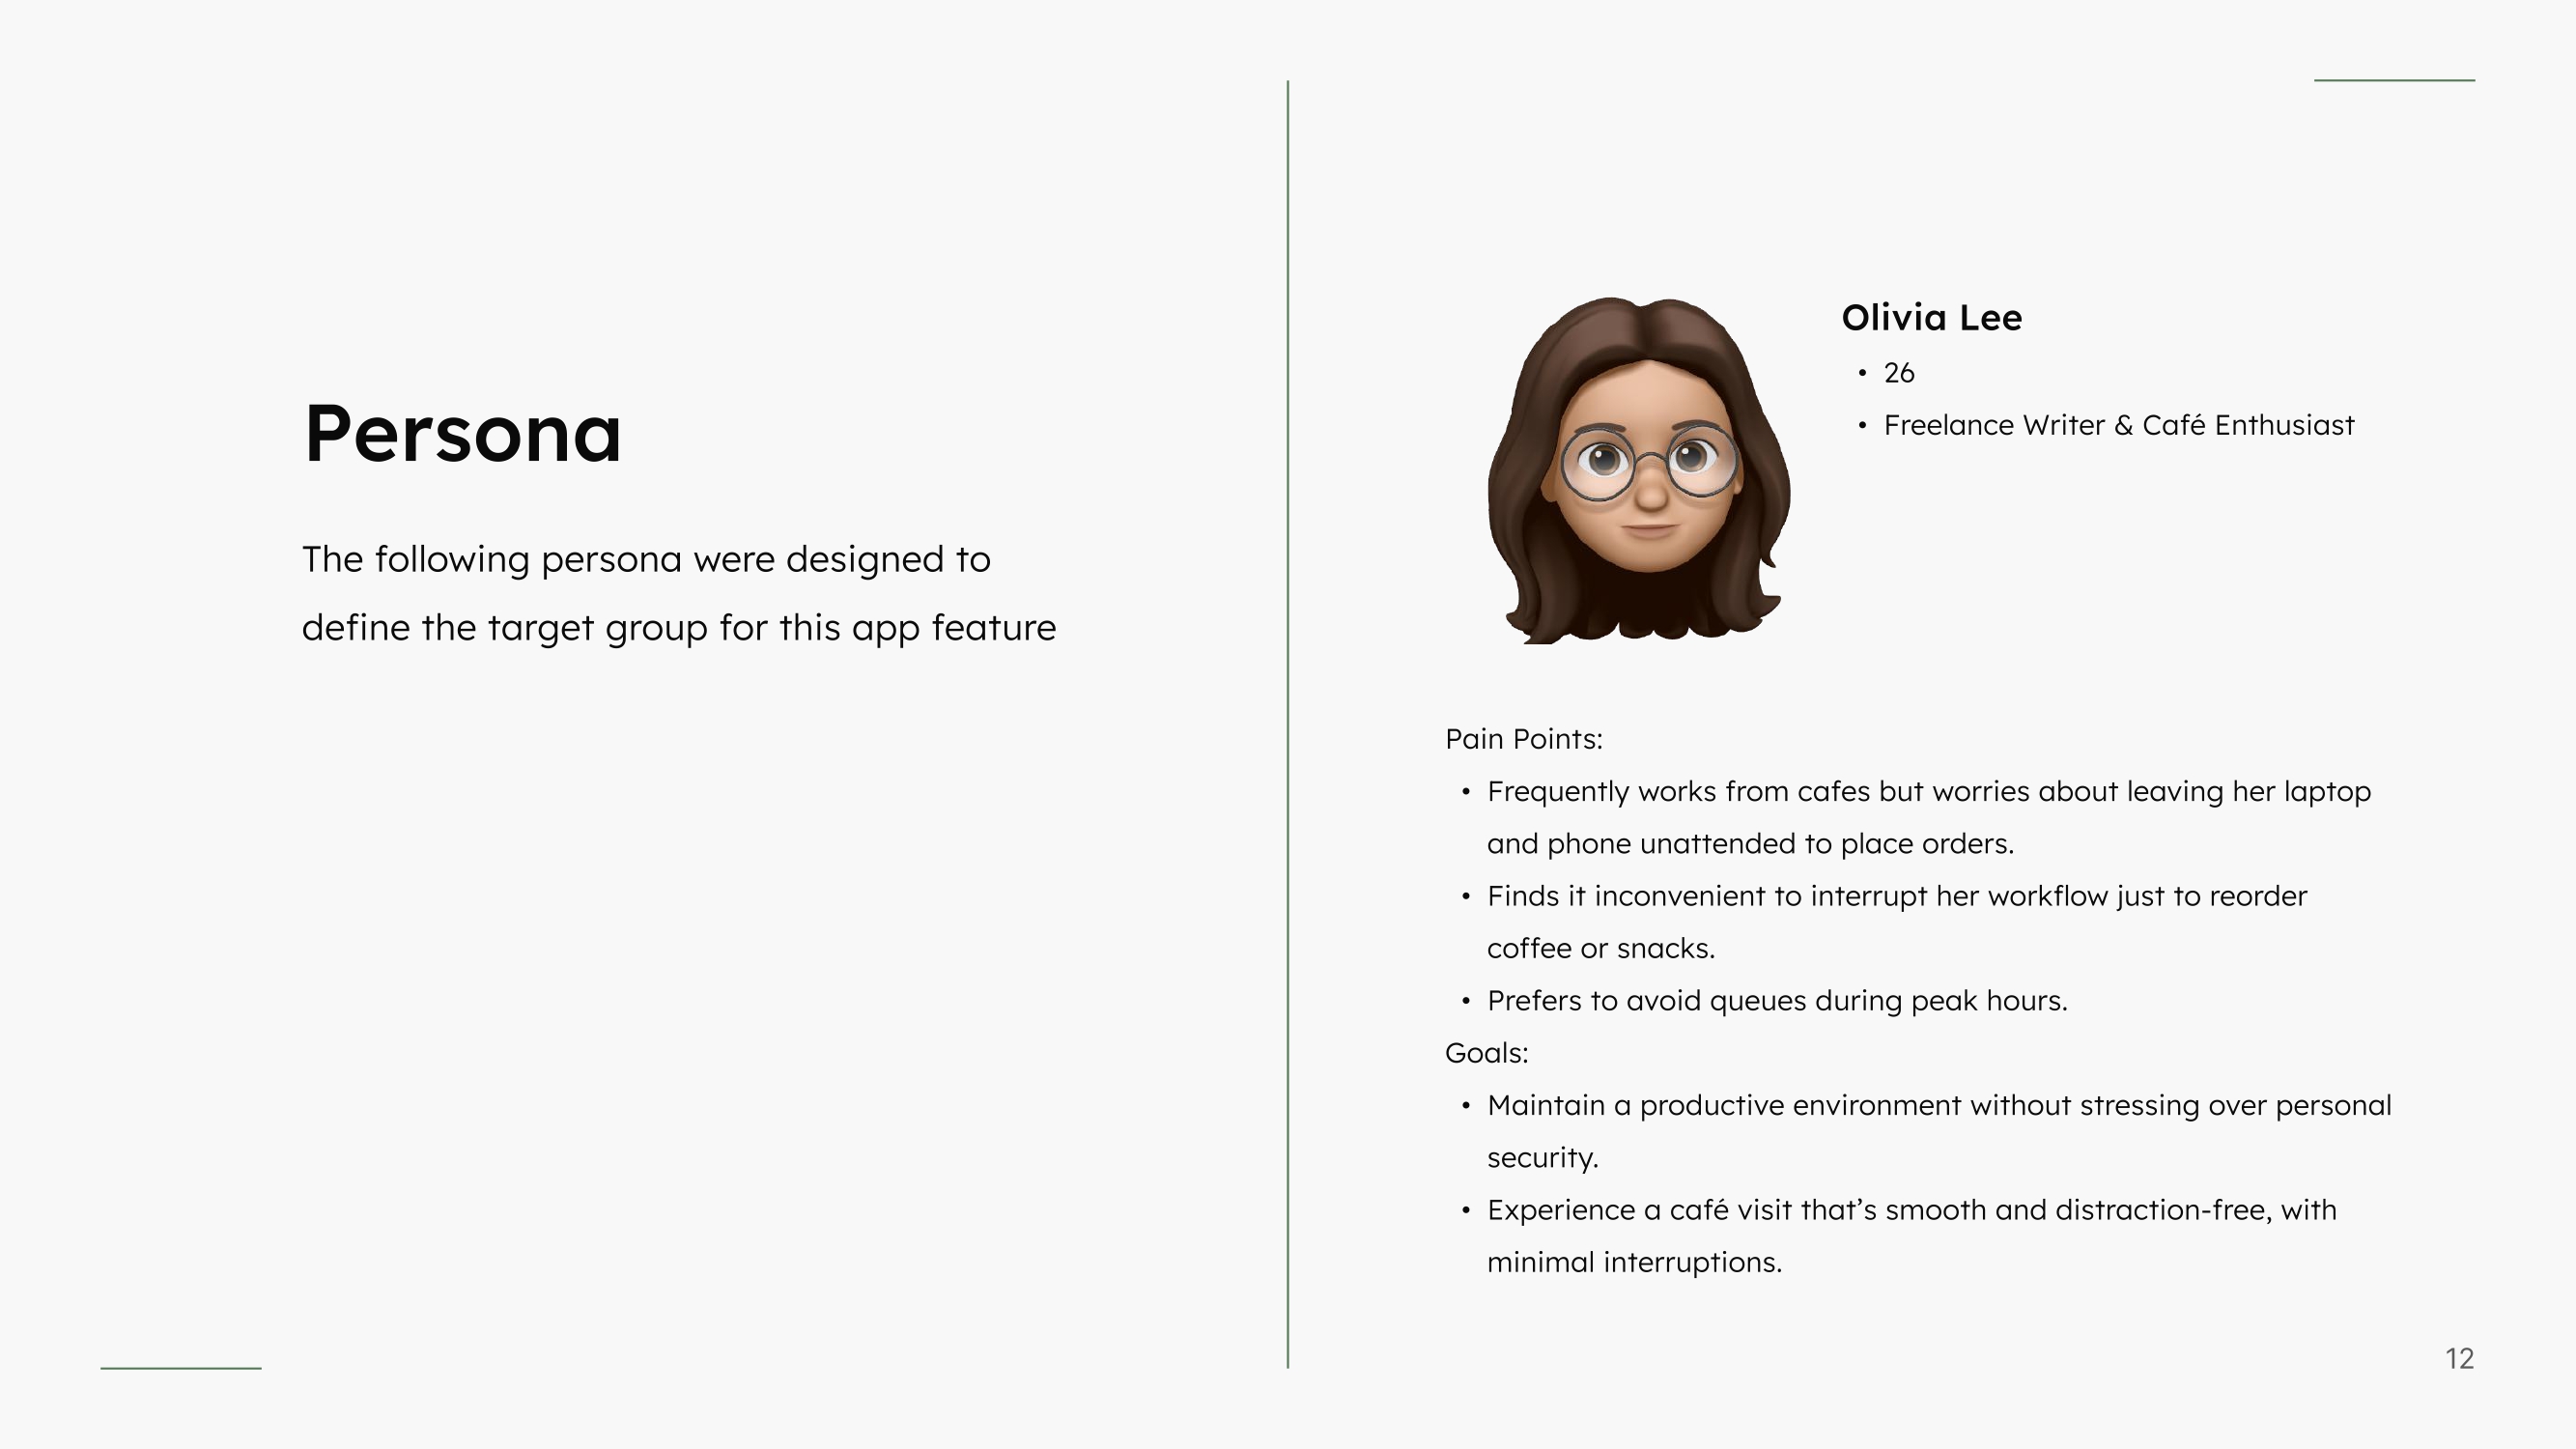 Persona
The following persona were designed to
define the target group for this app feature
Olivia Lee
• 26
• Freelance Writer & Café Enthusiast
Pain Points:
• Frequently works from cafes but worries about leaving her laptop
and phone unattended to place orders.
• Finds it inconvenient to interrupt her workflow just to reorder
coffee or snacks.
• Prefers to avoid queues during peak hours.
Goals:
• Maintain a productive environment without stressing over personal
security.
• Experience a café visit that’s smooth and distraction-free, with
minimal interruptions.
12